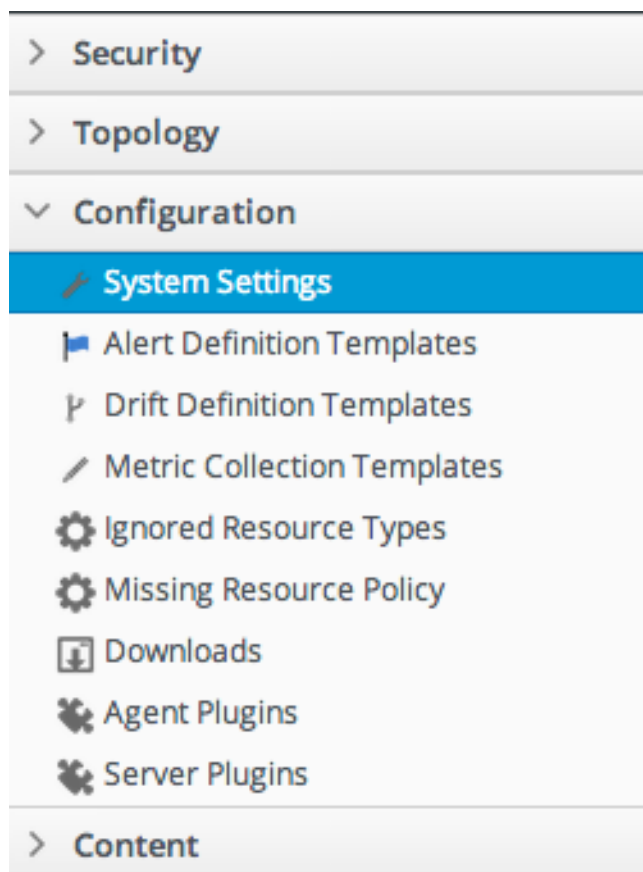 Security
Topology
Configuration
System Settings
Alert Definition Templates
Drift Definition Templates
Metric Collection Templates
Ignored Resource Types
Missing Resource Policy
Downloads
Agent Plugins
Server Plugins
Content